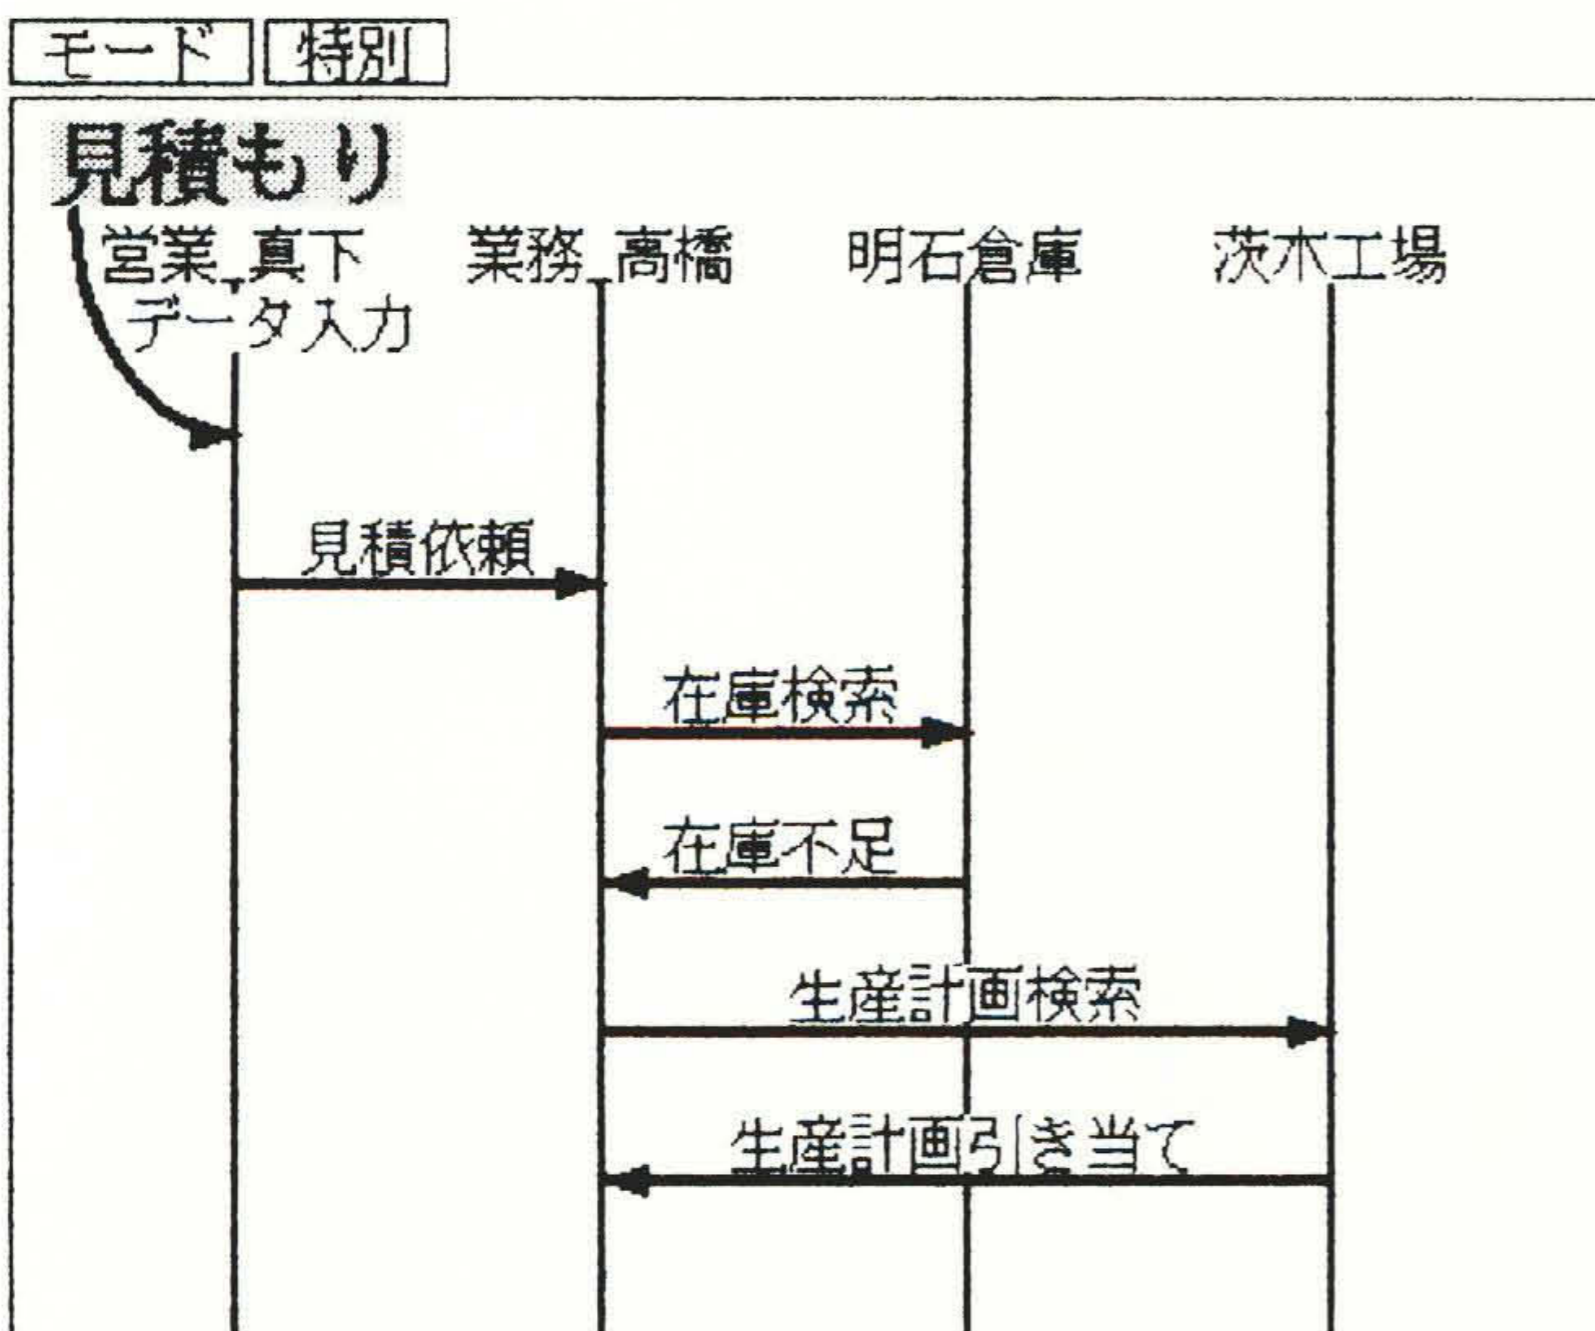 モード 特別
見積もり
営業_真下 業務_高橋 明石倉庫 茨木工場
データ入力
見積依頼
在庫検索
在庫不足
生産計画検索
生産計画引き当て